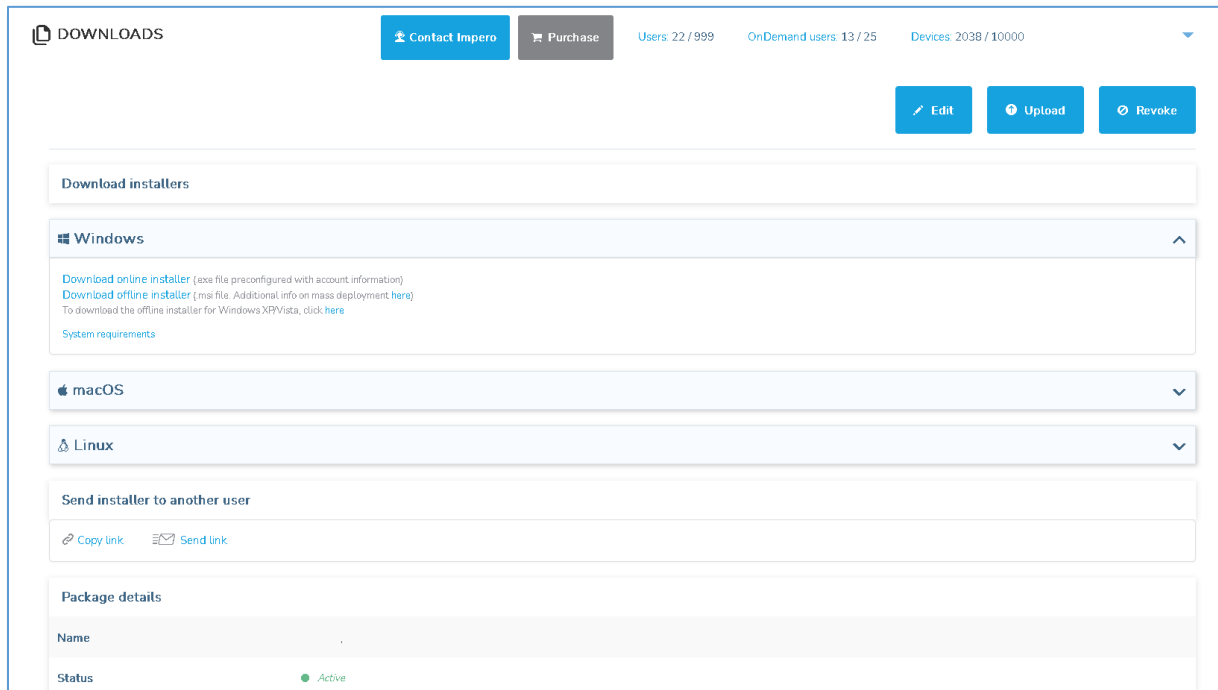 DOWNLOADS
Contact Impero
Purchase
Users: 22 / 999
OnDemand users: 13 / 25
Devices: 2038 / 10000
Edit
Upload
Revoke
Download installers
Windows
Download online installer (.exe file preconfigured with account information)
Download offline installer (.msi file. Additional info on mass deployment here)
To download the offline installer for Windows XP/Vista, click here
System requirements
macOS
Linux
Send installer to another user
Copy link
Send link
Package details
Name
Status
Active